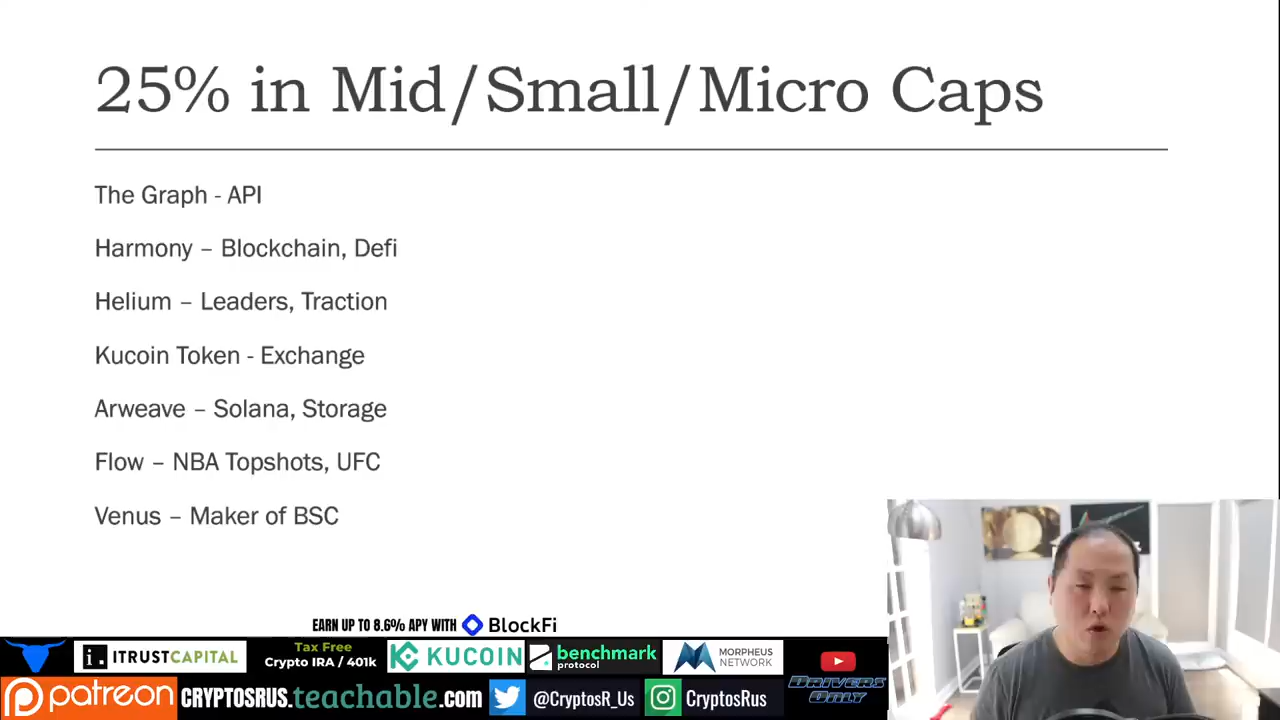 25% in Mid/Small/Micro Caps
The Graph - API
Harmony – Blockchain, Defi
Helium – Leaders, Traction
Kucoin Token - Exchange
Arweave – Solana, Storage
Flow – NBA Topshots, UFC
Venus – Maker of BSC
EARN UP TO 8.6% APY WITH BlockFi
i. ITRUSTCAPITAL
Tax Free
Crypto IRA / 401k
KUCOIN
benchmark
protocol
MORPHEUS
NETWORK
DRIVERS
ONLY
patreon
CRYPTOSRUS.teachable.com
@CryptosR_Us
CryptosRus